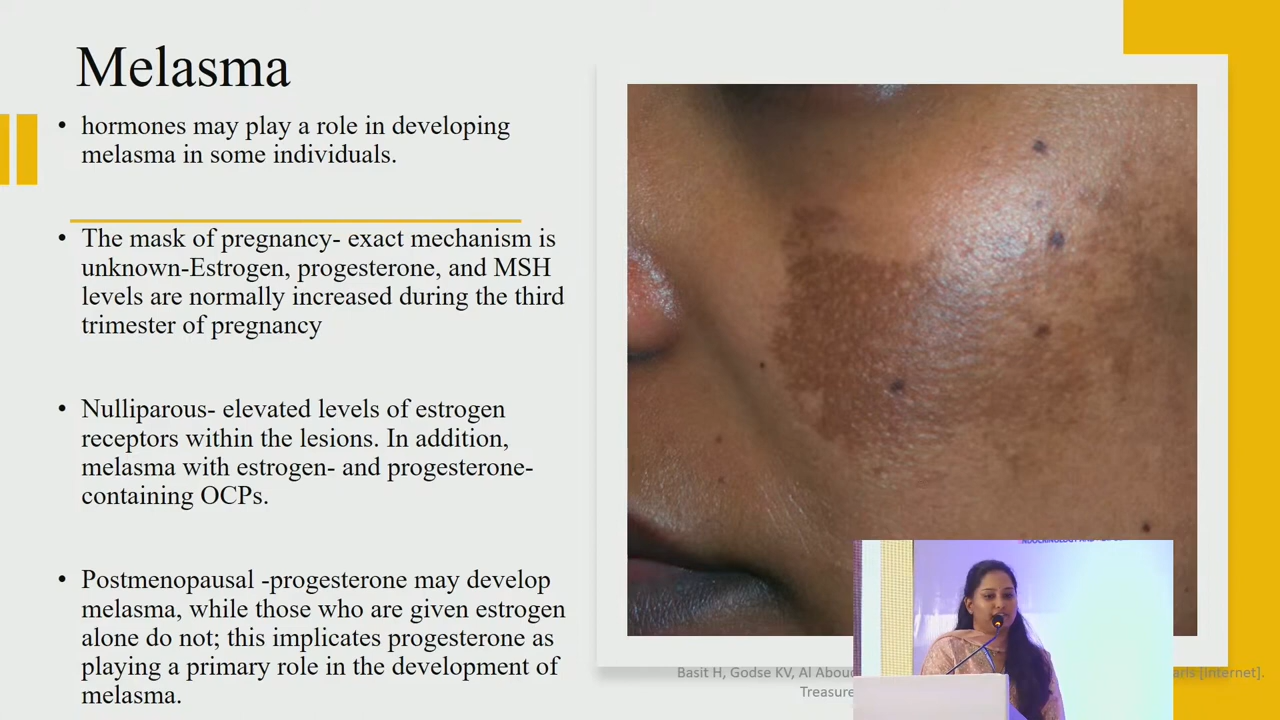 Melasma
• hormones may play a role in developing
melasma in some individuals.
• The mask of pregnancy- exact mechanism is
unknown-Estrogen, progesterone, and MSH
levels are normally increased during the third
trimester of pregnancy
• Nulliparous- elevated levels of estrogen
receptors within the lesions. In addition,
melasma with estrogen- and progesterone-
containing OCPs.
• Postmenopausal -progesterone may develop
melasma, while those who are given estrogen
alone do not; this implicates progesterone as
playing a primary role in the development of
melasma.
Basit H, Godse KV, Al Aboud [Internet].
Treasure